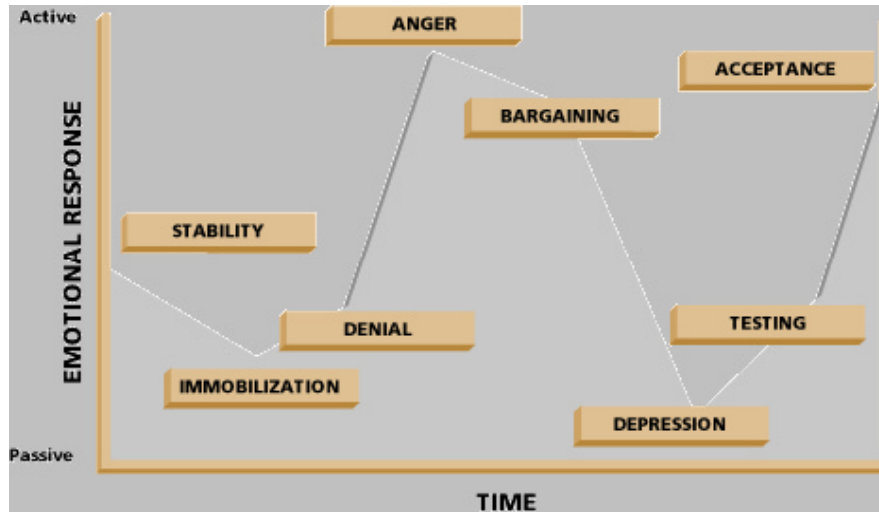 Active
ANGER
ACCEPTANCE
BARGAINING
EMOTIONAL RESPONSE
STABILITY
DENIAL
TESTING
IMMOBILIZATION
DEPRESSION
Passive
TIME